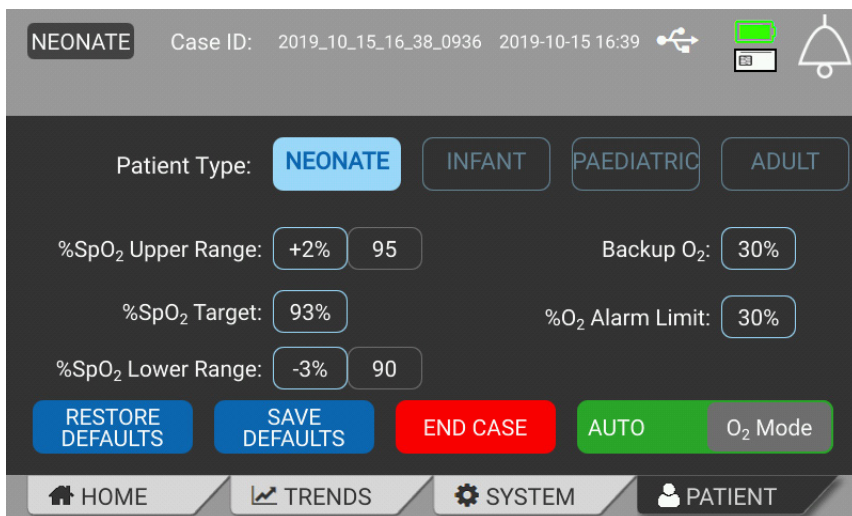 NEONATE Case ID: 2019_10_15_16_38_0936 2019-10-15 16:39
Patient Type: NEONATE INFANT PAEDIATRIC ADULT
%SpO₂ Upper Range: +2% 95 Backup O₂: 30%
%SpO₂ Target: 93% %O₂ Alarm Limit: 30%
%SpO₂ Lower Range: -3% 90
RESTORE DEFAULTS SAVE DEFAULTS END CASE AUTO O₂ Mode
HOME TRENDS SYSTEM PATIENT